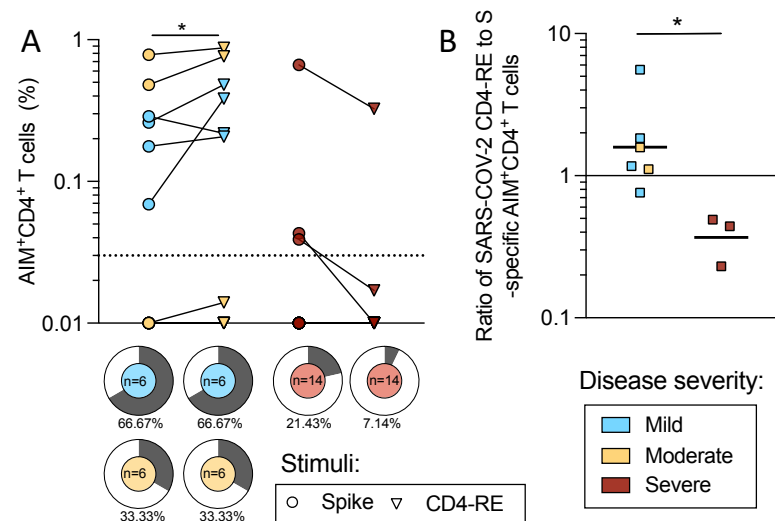 A
*
AIM⁺CD4⁺ T cells (%)
1
0.1
0.01
n=6
n=6
n=14
n=14
66.67%
66.67%
21.43%
7.14%
n=6
n=6
33.33%
33.33%
Stimuli:
Spike
CD4-RE
B
*
Ratio of SARS-COV-2 CD4-RE to S
-specific AIM⁺CD4⁺ T cells
10
1
0.1
Disease severity:
Mild
Moderate
Severe